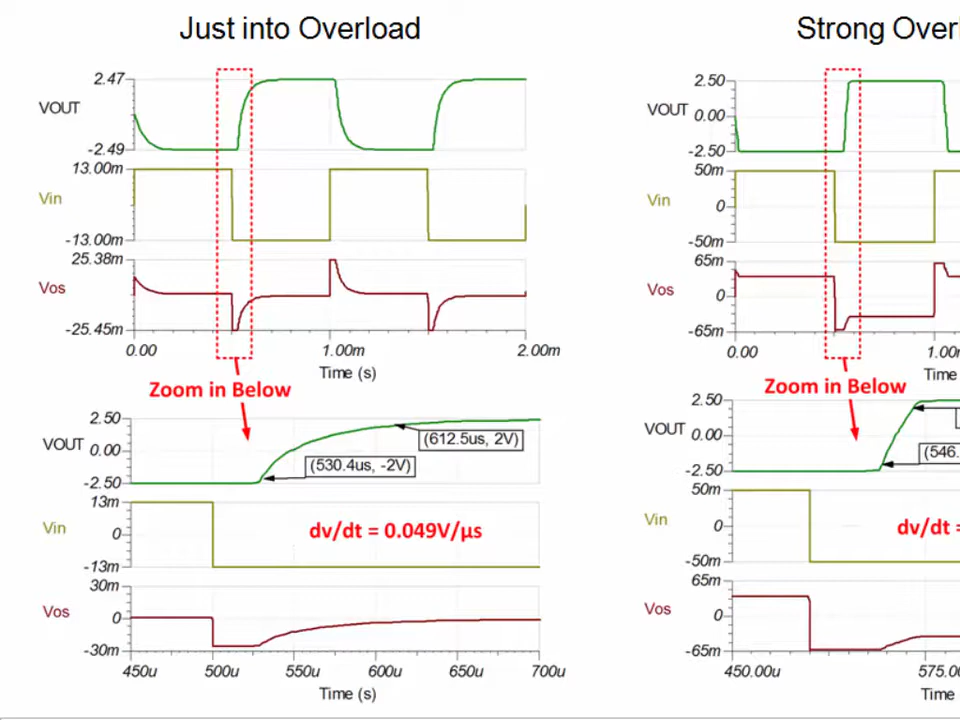 Just into Overload
2.47
VOUT
-2.49
13.00m
Vin
-13.00m
25.38m
Vos
-25.45m
0.00 1.00m 2.00m
Time (s)
Zoom in Below
2.50
VOUT
0.00
-2.50
(612.5us, 2V)
(530.4us, -2V)
13m
Vin
0
-13m
dv/dt = 0.049V/µs
30m
Vos
0
-30m
450u 500u 550u 600u 650u 700u
Time (s)
Strong Overl
2.50
VOUT
0.00
-2.50
50m
Vin
0
-50m
65m
Vos
0
-65m
0.00 1.00
Time
Zoom in Below
2.50
VOUT
0.00
-2.50
(546.
50m
Vin
0
-50m
dv/dt =
65m
Vos
0
-65m
450.00u 575.0
Time